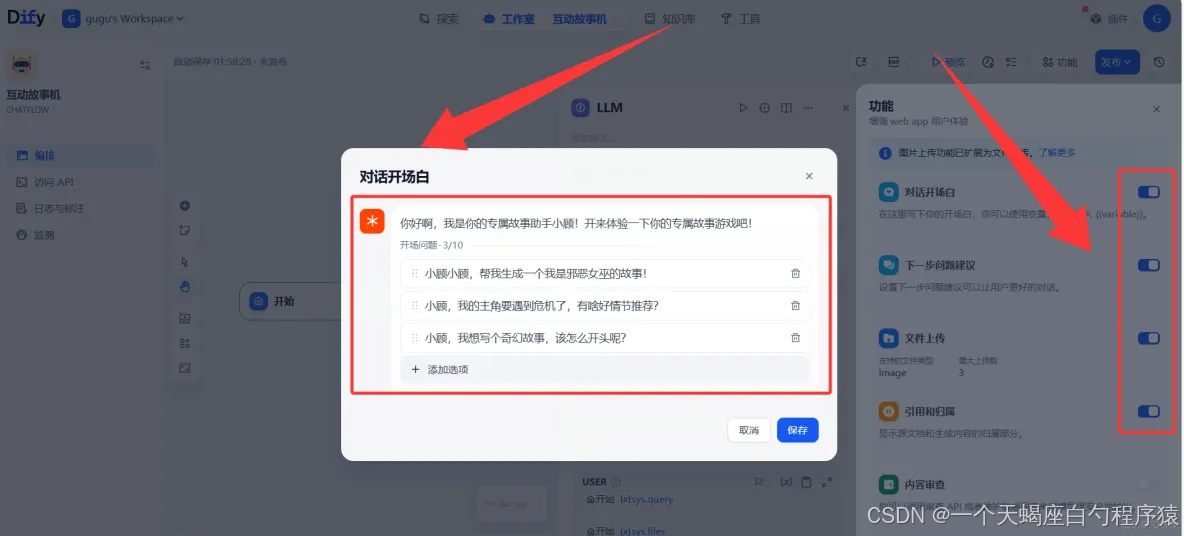 Dify
G gugu's Workspace
探索
工作室
互动故事机
知识库
工具
插件
G
互动故事机
CHATFLOW
自动保存 01:58:28 · 未发布
预览
功能
发布
编排
访问 API
日志与标注
监测
开始
LLM
添加描述...
对话开场白
你好啊，我是你的专属故事助手小顾！开来体验一下你的专属故事游戏吧！
开场问题 · 3/10
小顾小顾，帮我生成一个我是邪恶女巫的故事！
小顾，我的主角要遇到危机了，有啥好情节推荐？
小顾，我想写个奇幻故事，该怎么开头呢？
+ 添加选项
取消
保存
USER
32
{x}
开始 {x}sys.query
开始 {x}sys.files
功能
增强 web app 用户体验
图片上传功能已扩展为文件上传。了解更多
对话开场白
在这里写下你的开场白，你可以使用变量，
{{variable}}。
下一步问题建议
设置下一步问题建议可以让用户更好的对话。
文件上传
支持的文件类型
最大上传数
image
3
引用和归属
显示源文档和生成内容的归属部分。
内容审查
CSDN @一个天蝎座白勺程序猿